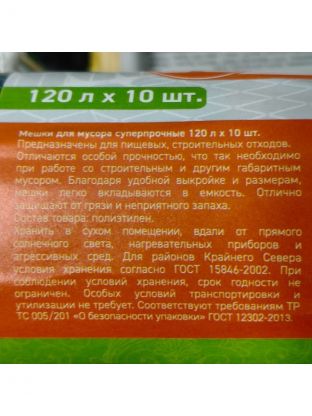 120 л х 10 шт.
Мешки для мусора суперпрочные 120 л х 10 шт.
Предназначены для пищевых, строительных отходов.
Отличаются особой прочностью, что так необходимо
при работе со строительным и другим габаритным
мусором. Благодаря удобной выкройке и размерам,
мешки легко вкладываются в емкость. Отлично
защищают от грязи и неприятного запаха.
Состав товара: полиэтилен.
Хранить в сухом помещении, вдали от прямого
солнечного света, нагревательных приборов и
агрессивных сред. Для районов Крайнего Севера
условия хранения согласно ГОСТ 15846-2002. При
соблюдении условий хранения, срок годности не
ограничен. Особых условий транспортировки и
утилизации не требует. Соответствуют требованиям ТР
ТС 005/201 «О безопасности упаковки» ГОСТ 12302-2013.